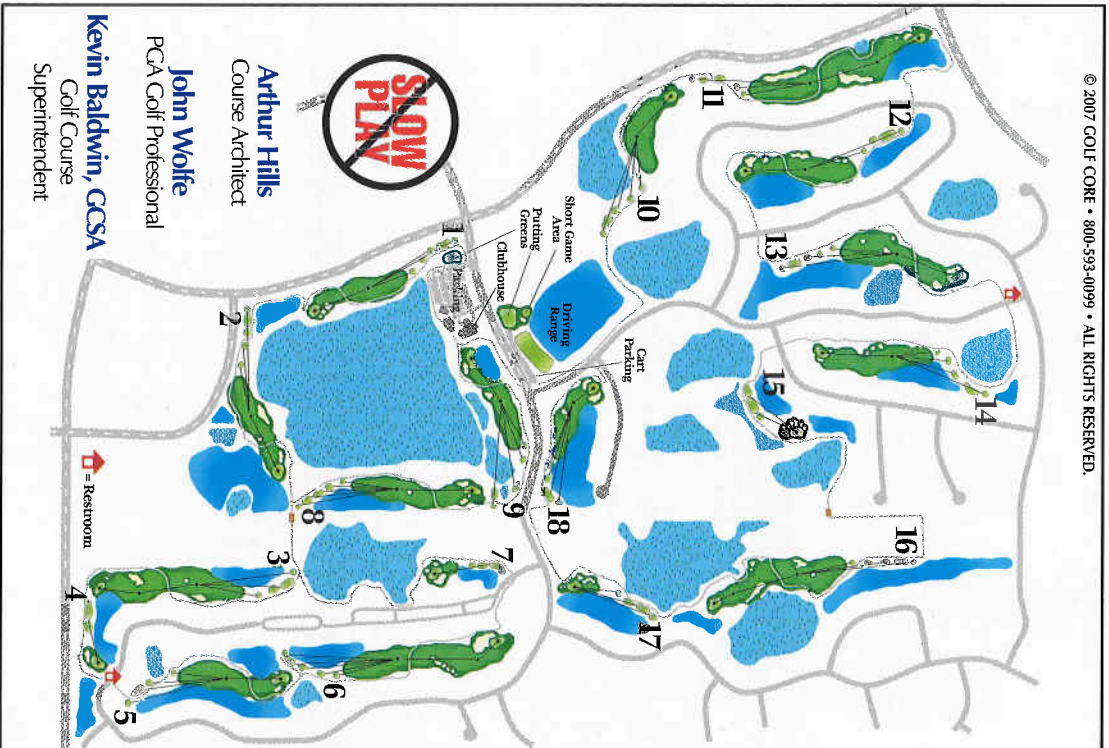 © 2007 GOLF CORE • 800-593-0099 • ALL RIGHTS RESERVED.
11
12
10
13
14
15
16
17
18
1
2
3
4
5
6
7
8
9
Short Game
Area
Putting
Greens
Clubhouse
Parking
Driving
Range
Cart
Parking
SLOW
PLAY
Arthur Hills
Course Architect
John Wolfe
PGA Golf Professional
Kevin Baldwin, GCSA
Golf Course
Superintendent
= Restroom